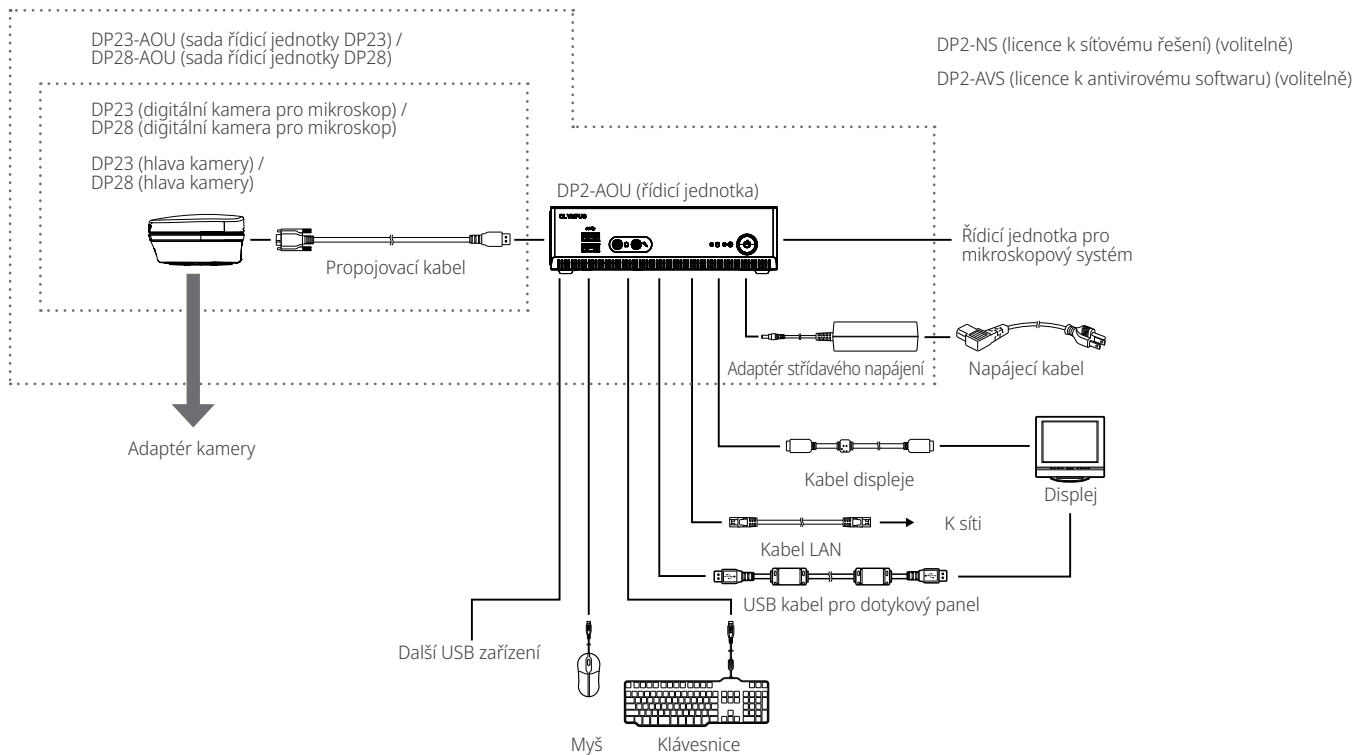 DP23-AOU (sada řídicí jednotky DP23) /
DP28-AOU (sada řídicí jednotky DP28)
DP2-NS (licence k síťovému řešení) (volitelně)
DP2-AVS (licence k antivirovému softwaru) (volitelně)
DP23 (digitální kamera pro mikroskop) /
DP28 (digitální kamera pro mikroskop)
DP23 (hlava kamery) /
DP28 (hlava kamery)
DP2-AOU (řídicí jednotka)
OLYMPUS
Propojovací kabel
Řídicí jednotka pro
mikroskopový systém
Adaptér střídavého napájení
Napájecí kabel
Adaptér kamery
Kabel displeje
Displej
K síti
Kabel LAN
USB kabel pro dotykový panel
Další USB zařízení
Myš
Klávesnice